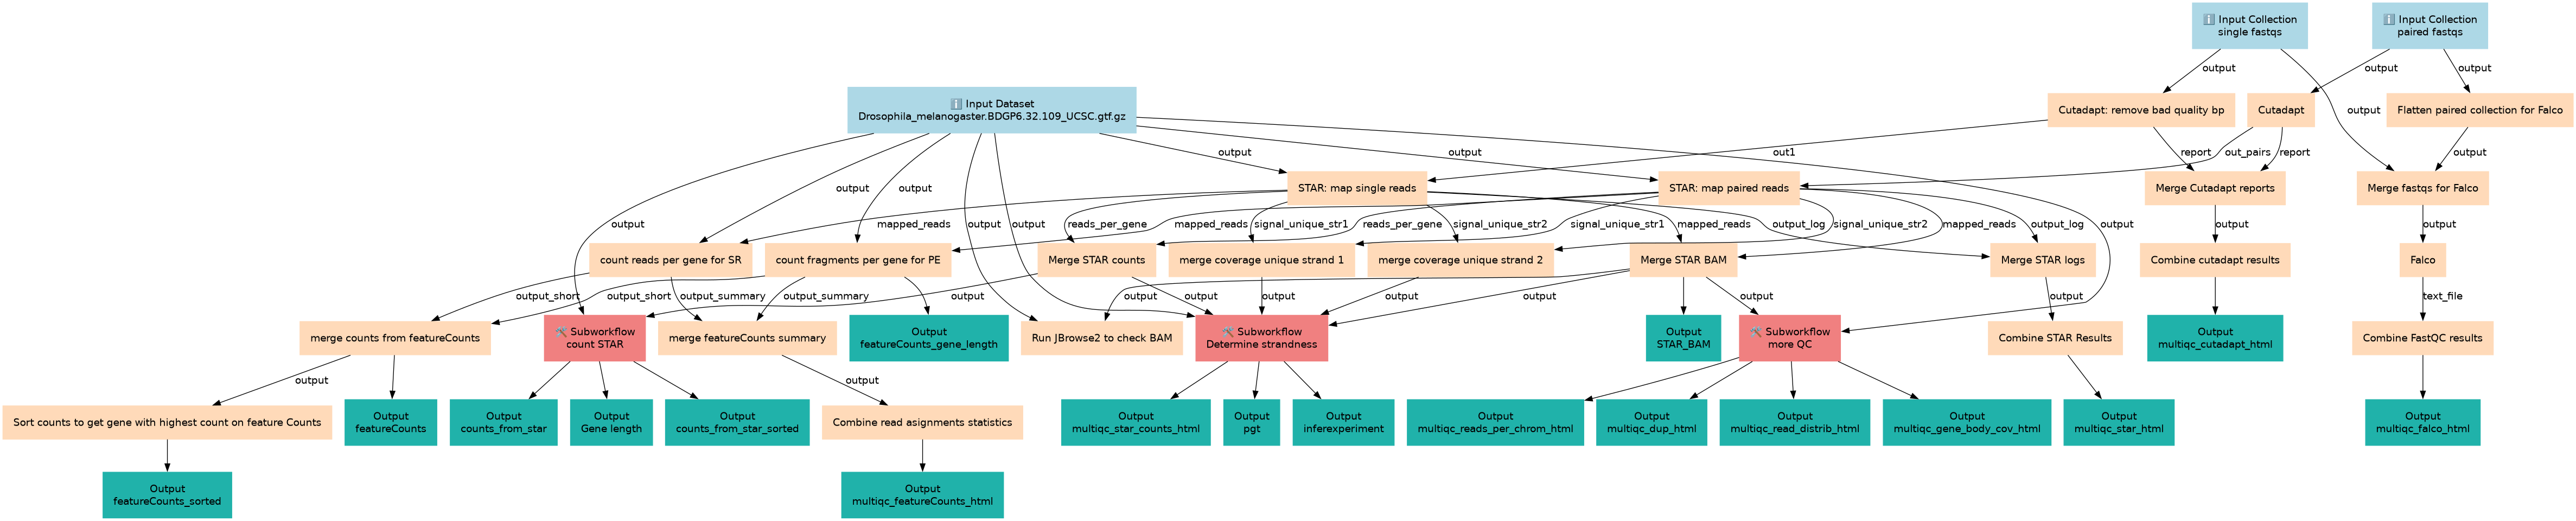 ℹ️ Input Collection
single fastqs
ℹ️ Input Collection
paired fastqs
output
output
output
output
ℹ️ Input Dataset
Drosophila_melanogaster.BDGP6.32.109_UCSC.gtf.gz
Cutadapt: remove bad quality bp
Cutadapt
Flatten paired collection for Falco
output
output
output
output
output
output
output
output
out1
report
out_pairs
report
output
STAR: map single reads
STAR: map paired reads
Merge Cutadapt reports
Merge fastqs for Falco
mapped_reads
reads_per_gene
mapped_reads
signal_unique_str1
reads_per_gene
signal_unique_str2
signal_unique_str1
mapped_reads
output_log
signal_unique_str2
mapped_reads
output_log
output
output
count reads per gene for SR
count fragments per gene for PE
Merge STAR counts
merge coverage unique strand 1
merge coverage unique strand 2
Merge STAR BAM
Merge STAR logs
Combine cutadapt results
Falco
output_short
output_short
output_summary
output_summary
output
output
output
output
output
output
output
output
text_file
merge counts from featureCounts
🛠️ Subworkflow
count STAR
merge featureCounts summary
Output
featureCounts_gene_length
Run JBrowse2 to check BAM
🛠️ Subworkflow
Determine strandness
Output
STAR_BAM
🛠️ Subworkflow
more QC
Combine STAR Results
Output
multiqc_cutadapt_html
Combine FastQC results
output
output
Sort counts to get gene with highest count on feature Counts
Output
featureCounts
Output
counts_from_star
Output
Gene length
Output
counts_from_star_sorted
Combine read asignments statistics
Output
multiqc_star_counts_html
Output
pgt
Output
inferexperiment
Output
multiqc_reads_per_chrom_html
Output
multiqc_dup_html
Output
multiqc_read_distrib_html
Output
multiqc_gene_body_cov_html
Output
multiqc_star_html
Output
multiqc_falco_html
Output
featureCounts_sorted
Output
multiqc_featureCounts_html